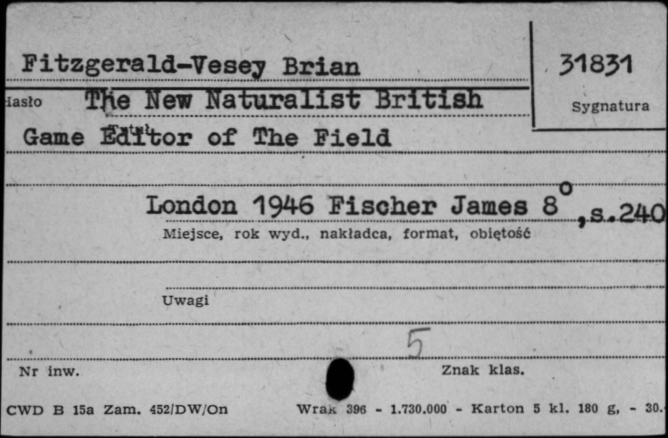 Fitzgerald-Vesey Brian
31831
Hasło The New Naturalist British
Sygnatura
Game Editor of The Field
London 1946 Fischer James 8°, s.240
Miejsce, rok wyd., nakładca, format, objętość
Uwagi
5
Nr inw.
Znak klas.
CWD B 15a Zam. 452/DW/On
Wrak 396 - 1.730.000 - Karton 5 kl. 180 g, - 30.